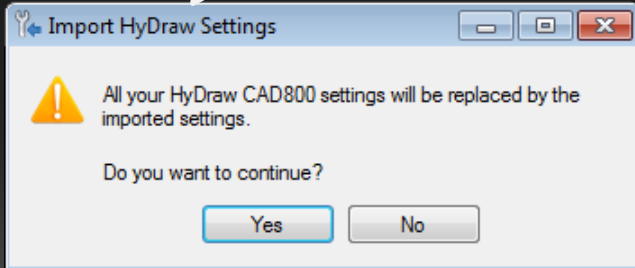 Import HyDraw Settings
All your HyDraw CAD800 settings will be replaced by the
imported settings.
Do you want to continue?
Yes
No